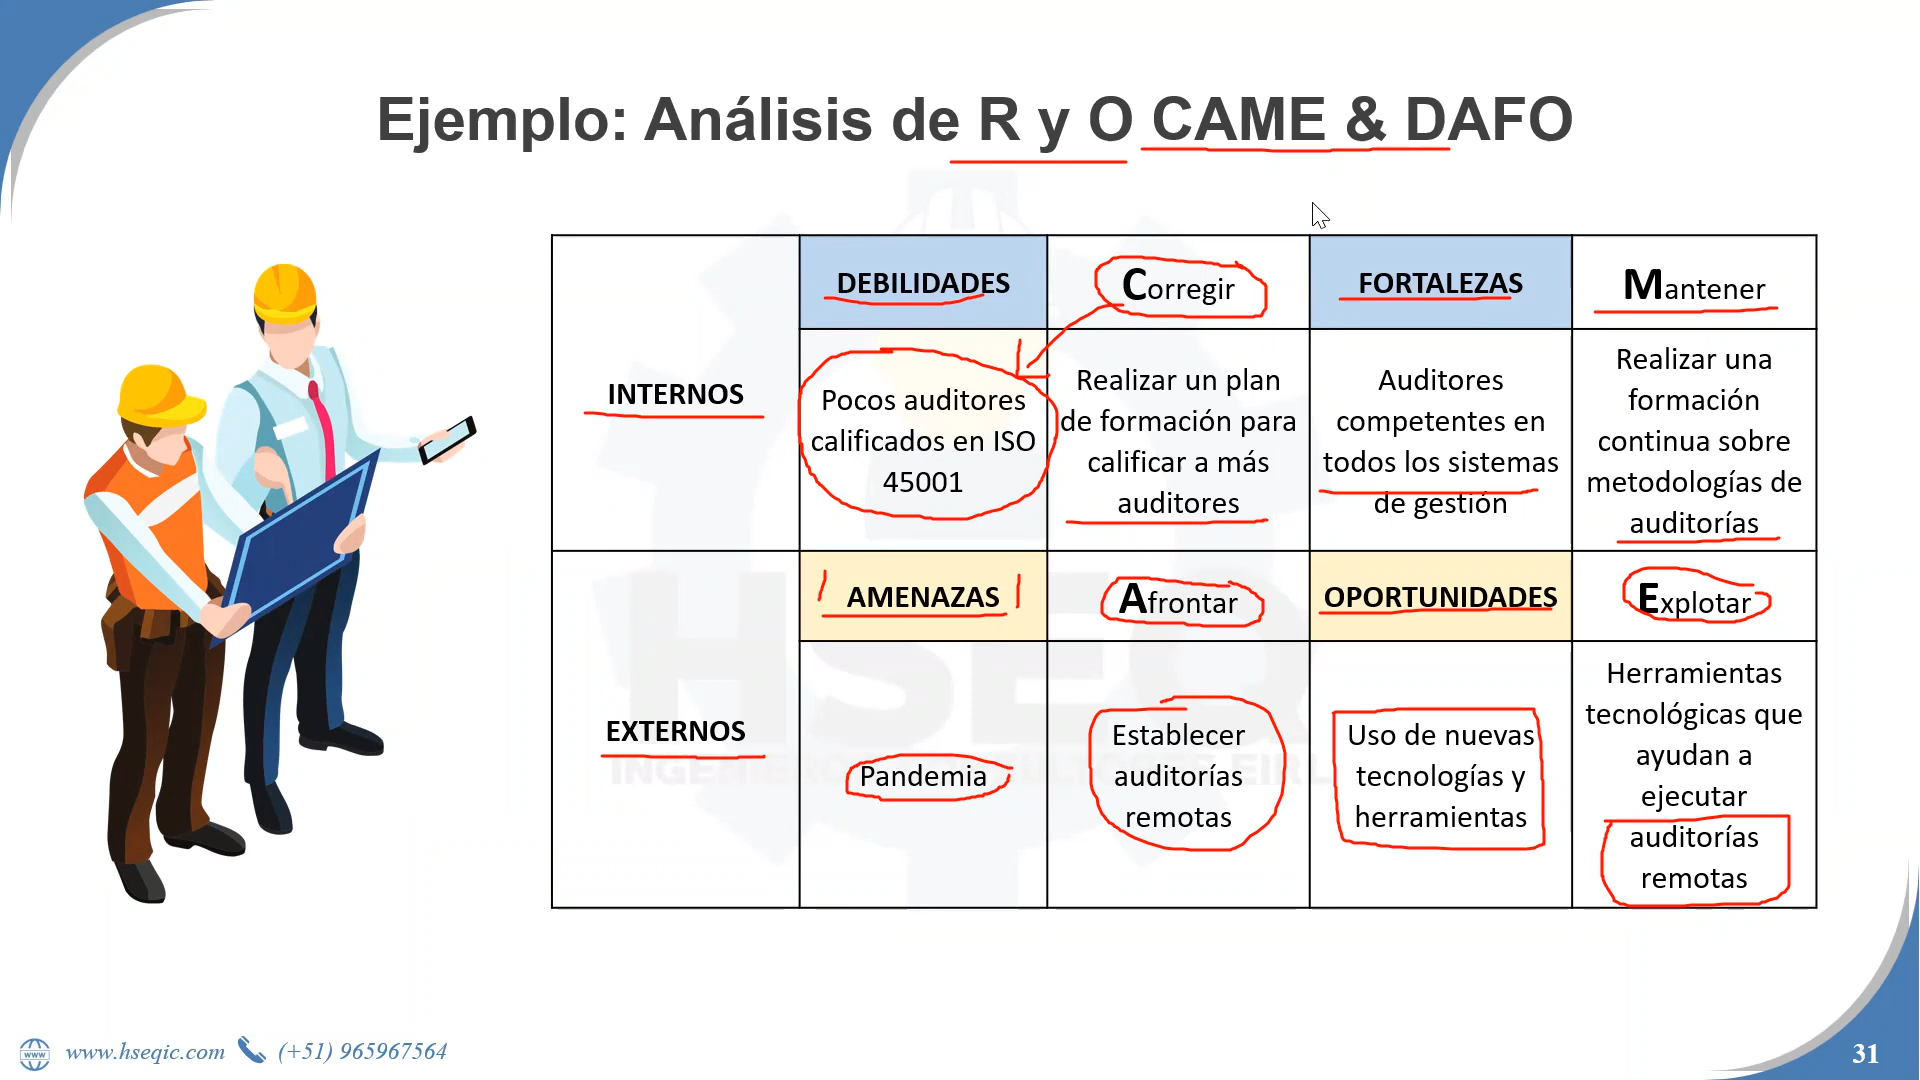 Ejemplo: Análisis de R y O CAME & DAFO
DEBILIDADES
Corregir
FORTALEZAS
Mantener
INTERNOS
Pocos auditores
calificados en ISO
45001
Realizar un plan
de formación para
calificar a más
auditores
Auditores
competentes en
todos los sistemas
de gestión
Realizar una
formación
continua sobre
metodologías de
auditorías
AMENAZAS
Afrontar
OPORTUNIDADES
Explotar
EXTERNOS
Pandemia
Establecer
auditorías
remotas
Uso de nuevas
tecnologías y
herramientas
Herramientas
tecnológicas que
ayudan a
ejecutar
auditorías
remotas
HSEQ
www
www.hseqic.com
(+51) 965967564
31